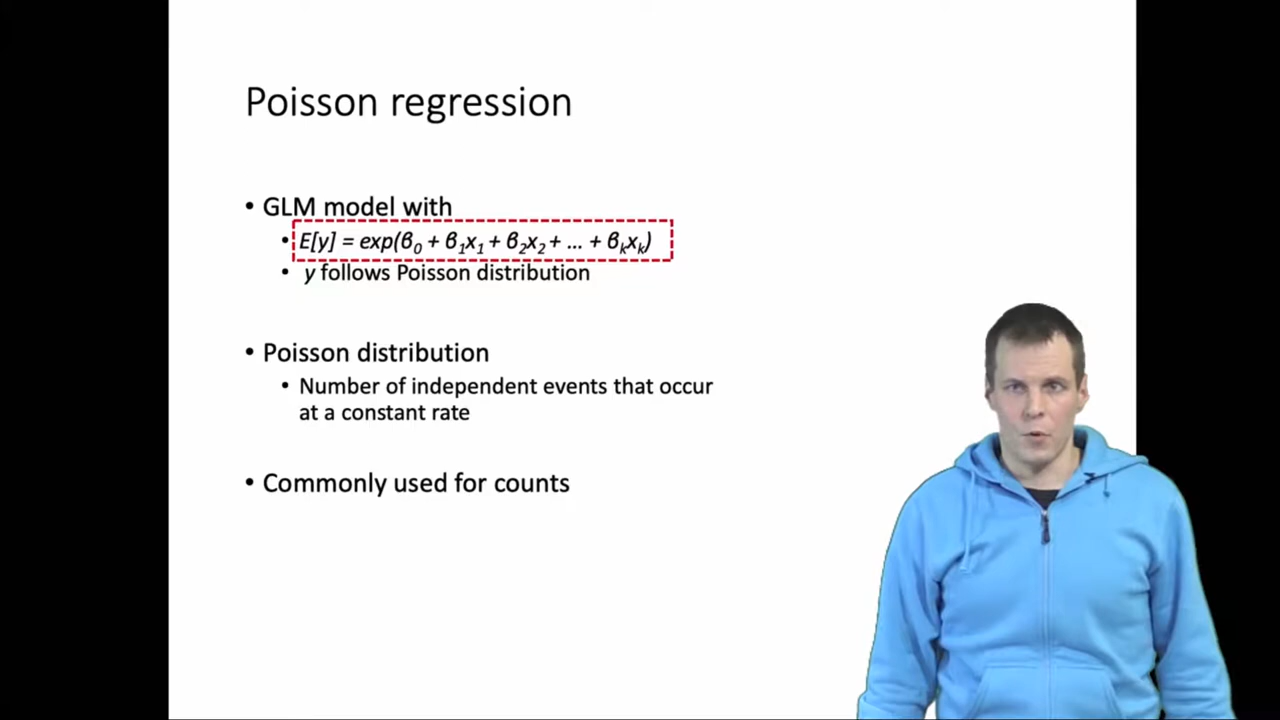 Poisson regression
• GLM model with
• E[y] = exp(β₀ + β₁x₁ + β₂x₂ + ... + βₖxₖ)
• y follows Poisson distribution
• Poisson distribution
• Number of independent events that occur
at a constant rate
• Commonly used for counts